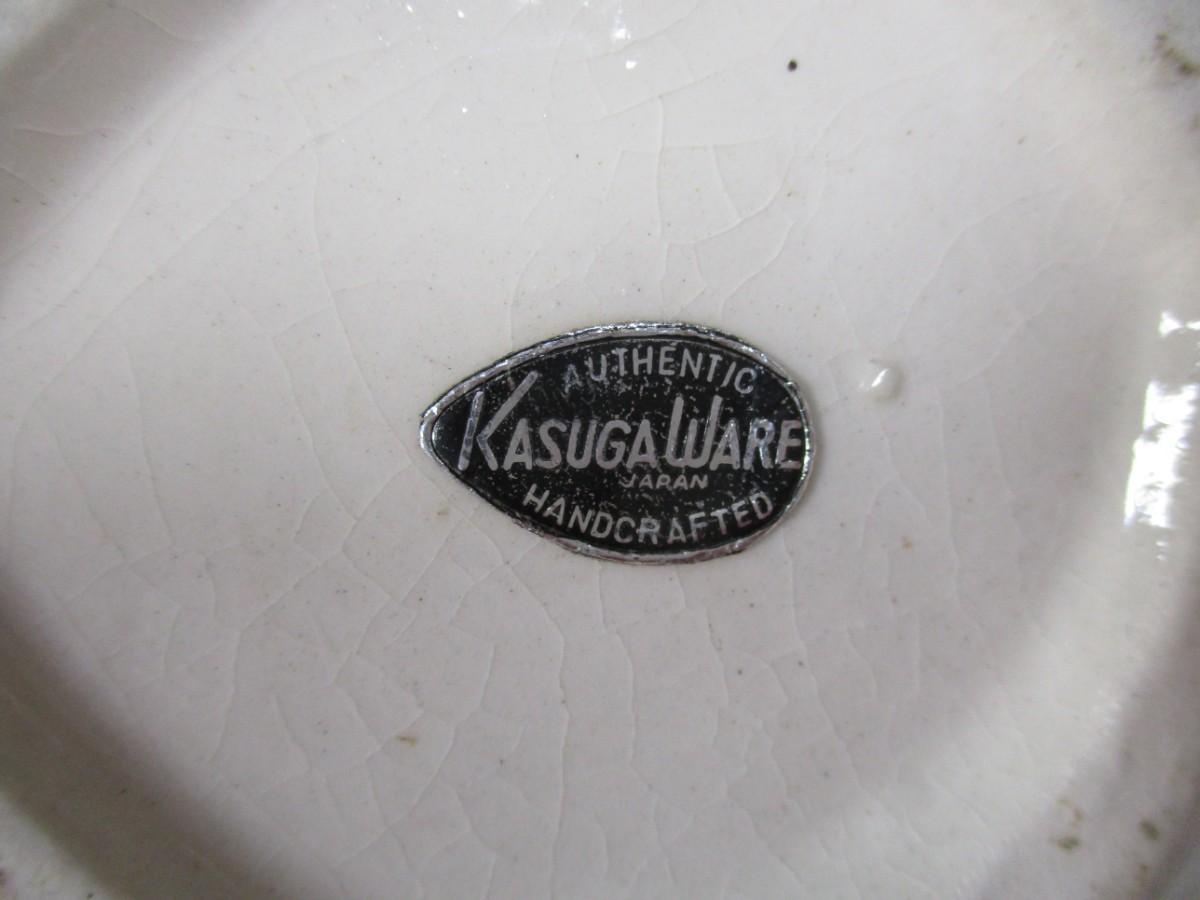 AUTHENTIC
KASUGA WARE
JAPAN
HANDCRAFTED